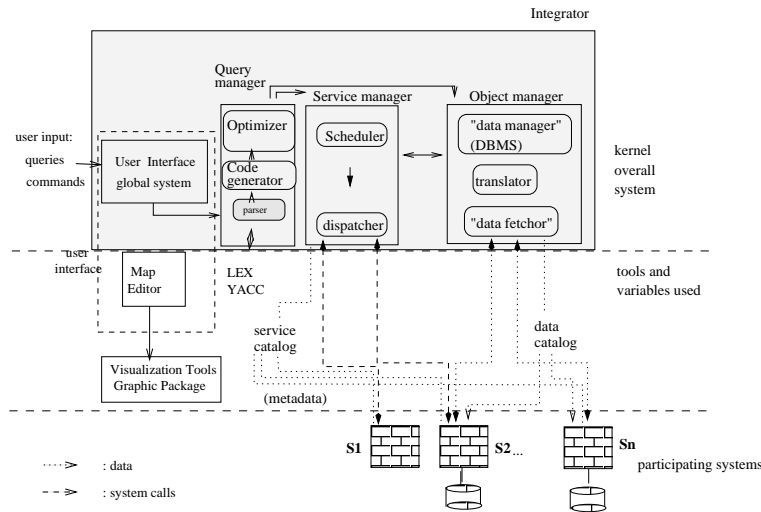 Integrator
Query
manager
Service manager
Object manager
user input:
queries
commands
User Interface
global system
Optimizer
Code
generator
parser
Scheduler
dispatcher
"data manager"
(DBMS)
translator
"data fetchor"
kernel
overall
system
user
interface
Map
Editor
LEX
YACC
tools and
variables used
service
catalog
data
catalog
Visualization Tools
Graphic Package
(metadata)
S1
S2...
Sn
participating systems
: data
: system calls